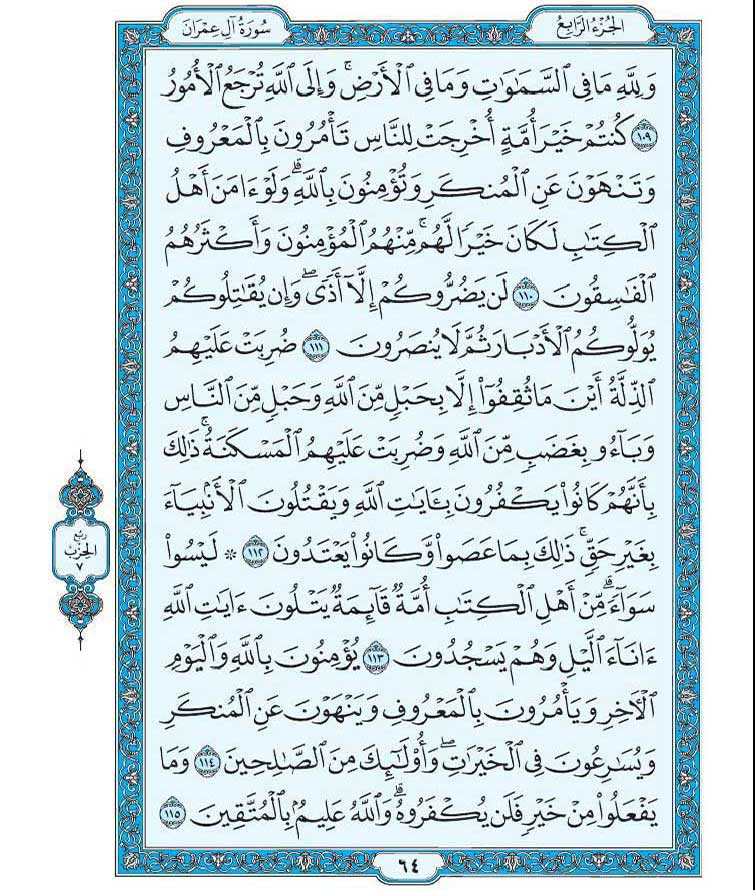 الجُزءُ الرَّابِعُ
سُورَةُ آلِ عِمْرَانَ
وَلِلَّهِ مَا فِي ٱلسَّمَٰوَٰتِ وَمَا فِي ٱلْأَرْضِۚ وَإِلَى ٱللَّهِ تُرْجَعُ ٱلْأُمُورُ
١٠٩ كُنتُمْ خَيْرَ أُمَّةٍ أُخْرِجَتْ لِلنَّاسِ تَأْمُرُونَ بِٱلْمَعْرُوفِ
وَتَنْهَوْنَ عَنِ ٱلْمُنكَرِ وَتُؤْمِنُونَ بِٱللَّهِۗ وَلَوْ ءَامَنَ أَهْلُ
ٱلْكِتَٰبِ لَكَانَ خَيْرًا لَّهُمۚ مِّنْهُمُ ٱلْمُؤْمِنُونَ وَأَكْثَرُهُمُ
ٱلْفَٰسِقُونَ ١١٠ لَن يَضُرُّوكُمْ إِلَّآ أَذًىۖ وَإِن يُقَٰتِلُوكُمْ
يُوَلُّوكُمُ ٱلْأَدْبَارَ ثُمَّ لَا يُنصَرُونَ ١١١ ضُرِبَتْ عَلَيْهِمُ
ٱلذِّلَّةُ أَيْنَ مَا ثُقِفُوٓا۟ إِلَّا بِحَبْلٍ مِّنَ ٱللَّهِ وَحَبْلٍ مِّنَ ٱلنَّاسِ
وَبَآءُو بِغَضَبٍ مِّنَ ٱللَّهِ وَضُرِبَتْ عَلَيْهِمُ ٱلْمَسْكَنَةُۚ ذَٰلِكَ
بِأَنَّهُمْ كَانُوا۟ يَكْفُرُونَ بِـَٔايَٰتِ ٱللَّهِ وَيَقْتُلُونَ ٱلْأَنۢبِيَآءَ
بِغَيْرِ حَقٍّۚ ذَٰلِكَ بِمَا عَصَوا۟ وَّكَانُوا۟ يَعْتَدُونَ ١١٢ ۞ لَيْسُوا۟
سَوَآءًۗ مِّنْ أَهْلِ ٱلْكِتَٰبِ أُمَّةٌ قَآئِمَةٌ يَتْلُونَ ءَايَٰتِ ٱللَّهِ
ءَانَآءَ ٱلَّيْلِ وَهُمْ يَسْجُدُونَ ١١٣ يُؤْمِنُونَ بِٱللَّهِ وَٱلْيَوْمِ
ٱلْءَاخِرِ وَيَأْمُرُونَ بِٱلْمَعْرُوفِ وَيَنْهَوْنَ عَنِ ٱلْمُنكَرِ
وَيُسَٰرِعُونَ فِي ٱلْخَيْرَٰتِۖ وَأُو۟لَٰٓئِكَ مِنَ ٱلصَّٰلِحِينَ ١١٤ وَمَا
يَفْعَلُوا۟ مِنْ خَيْرٍ فَلَن يُكْفَرُوهُۗ وَٱللَّهُ عَلِيمٌۢ بِٱلْمُتَّقِينَ ١١٥
ربع
الحزب
٧
٦٤